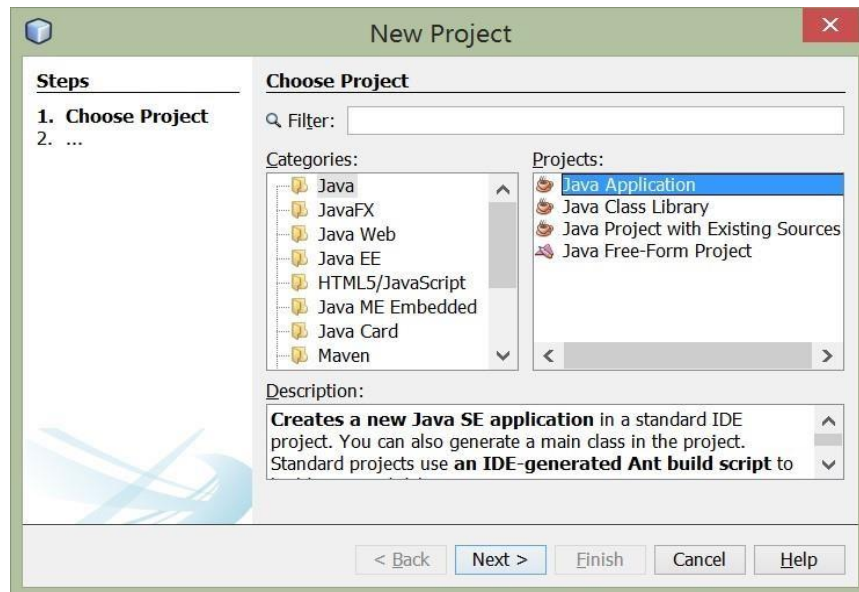 New Project
Steps
1. Choose Project
2. ...
Choose Project
Filter:
Categories:
Java
JavaFX
Java Web
Java EE
HTML5/JavaScript
Java ME Embedded
Java Card
Maven
Projects:
Java Application
Java Class Library
Java Project with Existing Sources
Java Free-Form Project
Description:
Creates a new Java SE application in a standard IDE
project. You can also generate a main class in the project.
Standard projects use an IDE-generated Ant build script to
< Back
Next >
Finish
Cancel
Help